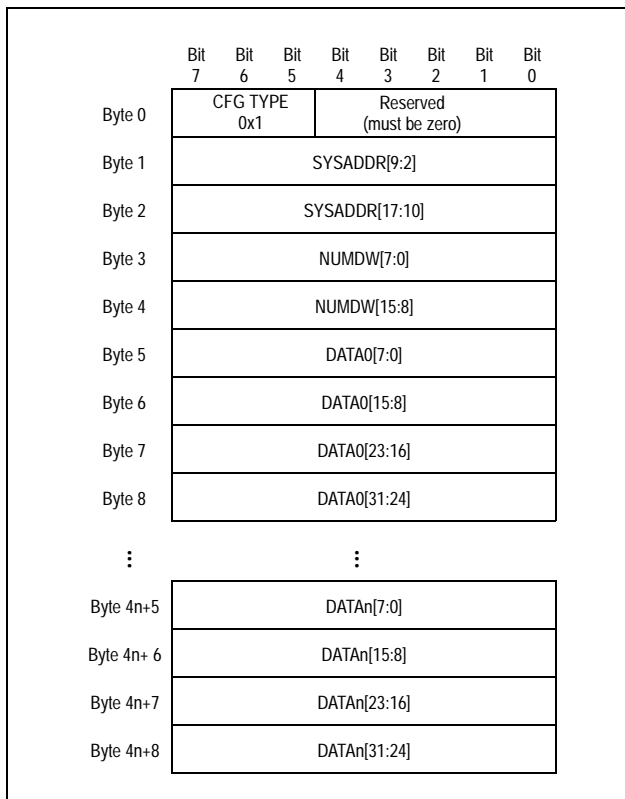 Bit Bit Bit Bit Bit Bit Bit Bit
7 6 5 4 3 2 1 0
Byte 0 CFG TYPE Reserved
0x1 (must be zero)
Byte 1 SYSADDR[9:2]
Byte 2 SYSADDR[17:10]
Byte 3 NUMDW[7:0]
Byte 4 NUMDW[15:8]
Byte 5 DATA0[7:0]
Byte 6 DATA0[15:8]
Byte 7 DATA0[23:16]
Byte 8 DATA0[31:24]
⋮ ⋮
Byte 4n+5 DATAn[7:0]
Byte 4n+ 6 DATAn[15:8]
Byte 4n+7 DATAn[23:16]
Byte 4n+8 DATAn[31:24]